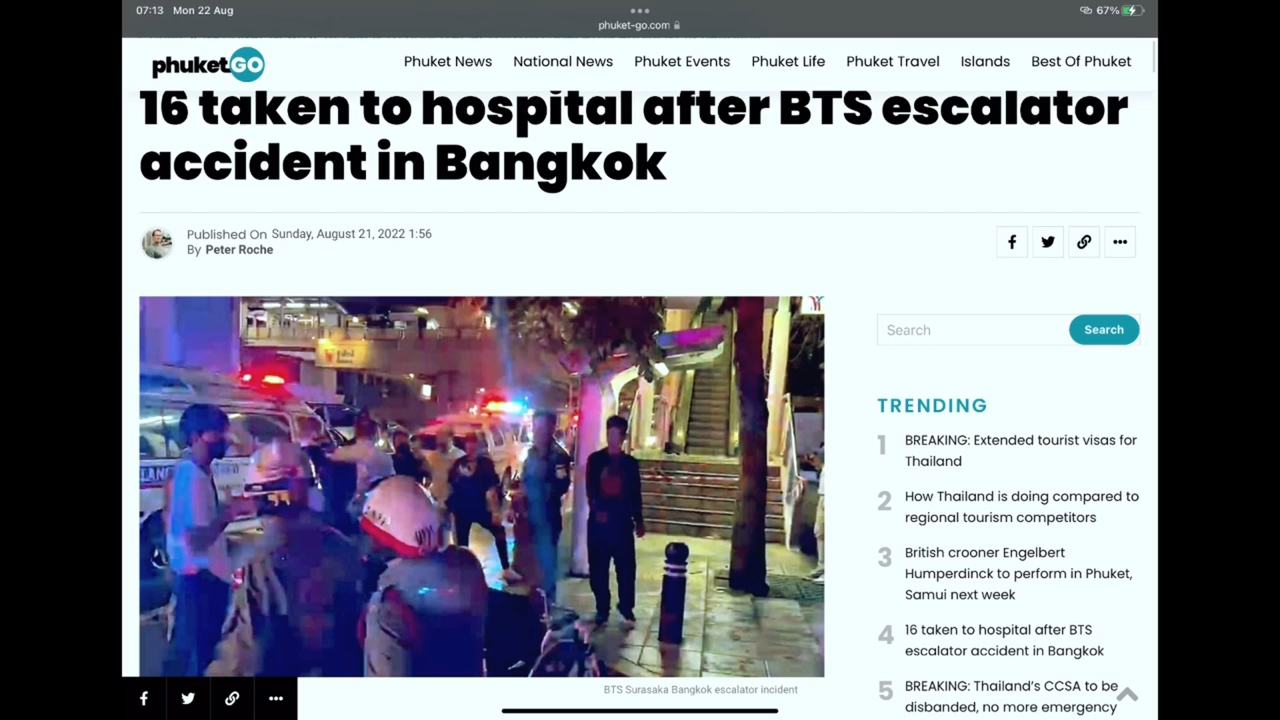 07:13 Mon 22 Aug
phuket-go.com
67%
phuketGO
Phuket News National News Phuket Events Phuket Life Phuket Travel Islands Best Of Phuket
16 taken to hospital after BTS escalator
accident in Bangkok
Published On Sunday, August 21, 2022 1:56
By Peter Roche
Search Search
TRENDING
1 BREAKING: Extended tourist visas for
Thailand
2 How Thailand is doing compared to
regional tourism competitors
3 British crooner Engelbert
Humperdinck to perform in Phuket,
Samui next week
4 16 taken to hospital after BTS
escalator accident in Bangkok
5 BREAKING: Thailand's CCSA to be
disbanded, no more emergency
BTS Surasaka Bangkok escalator incident